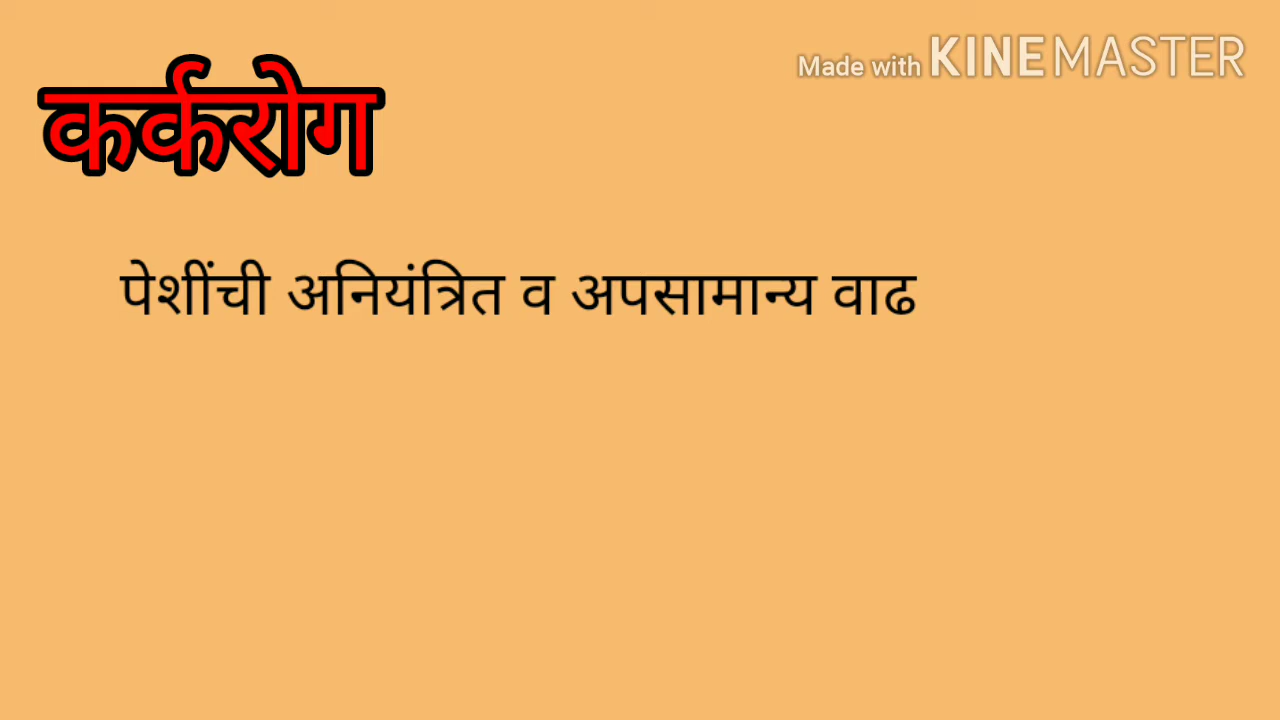 Made with KINEMASTER
कर्करोग
पेशींची अनियंत्रित व अपसामान्य वाढ